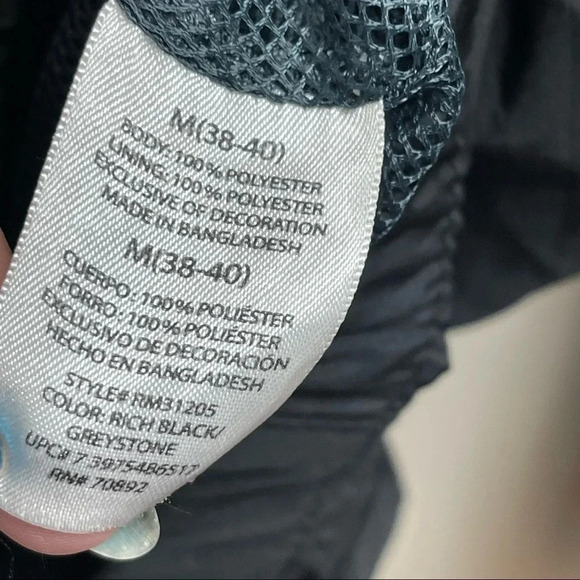 M(38-40)
BODY: 100% POLYESTER
LINING: 100% POLYESTER
EXCLUSIVE OF DECORATION
MADE IN BANGLADESH
M(38-40)
CUERPO: 100% POLIÉSTER
FORRO: 100% POLIÉSTER
EXCLUSIVO DE DECORACIÓN
HECHO EN BANGLADESH
STYLE# RM31205
COLOR: RICH BLACK/
GREYSTONE
UPC# 7 3975486517
RN# 70892